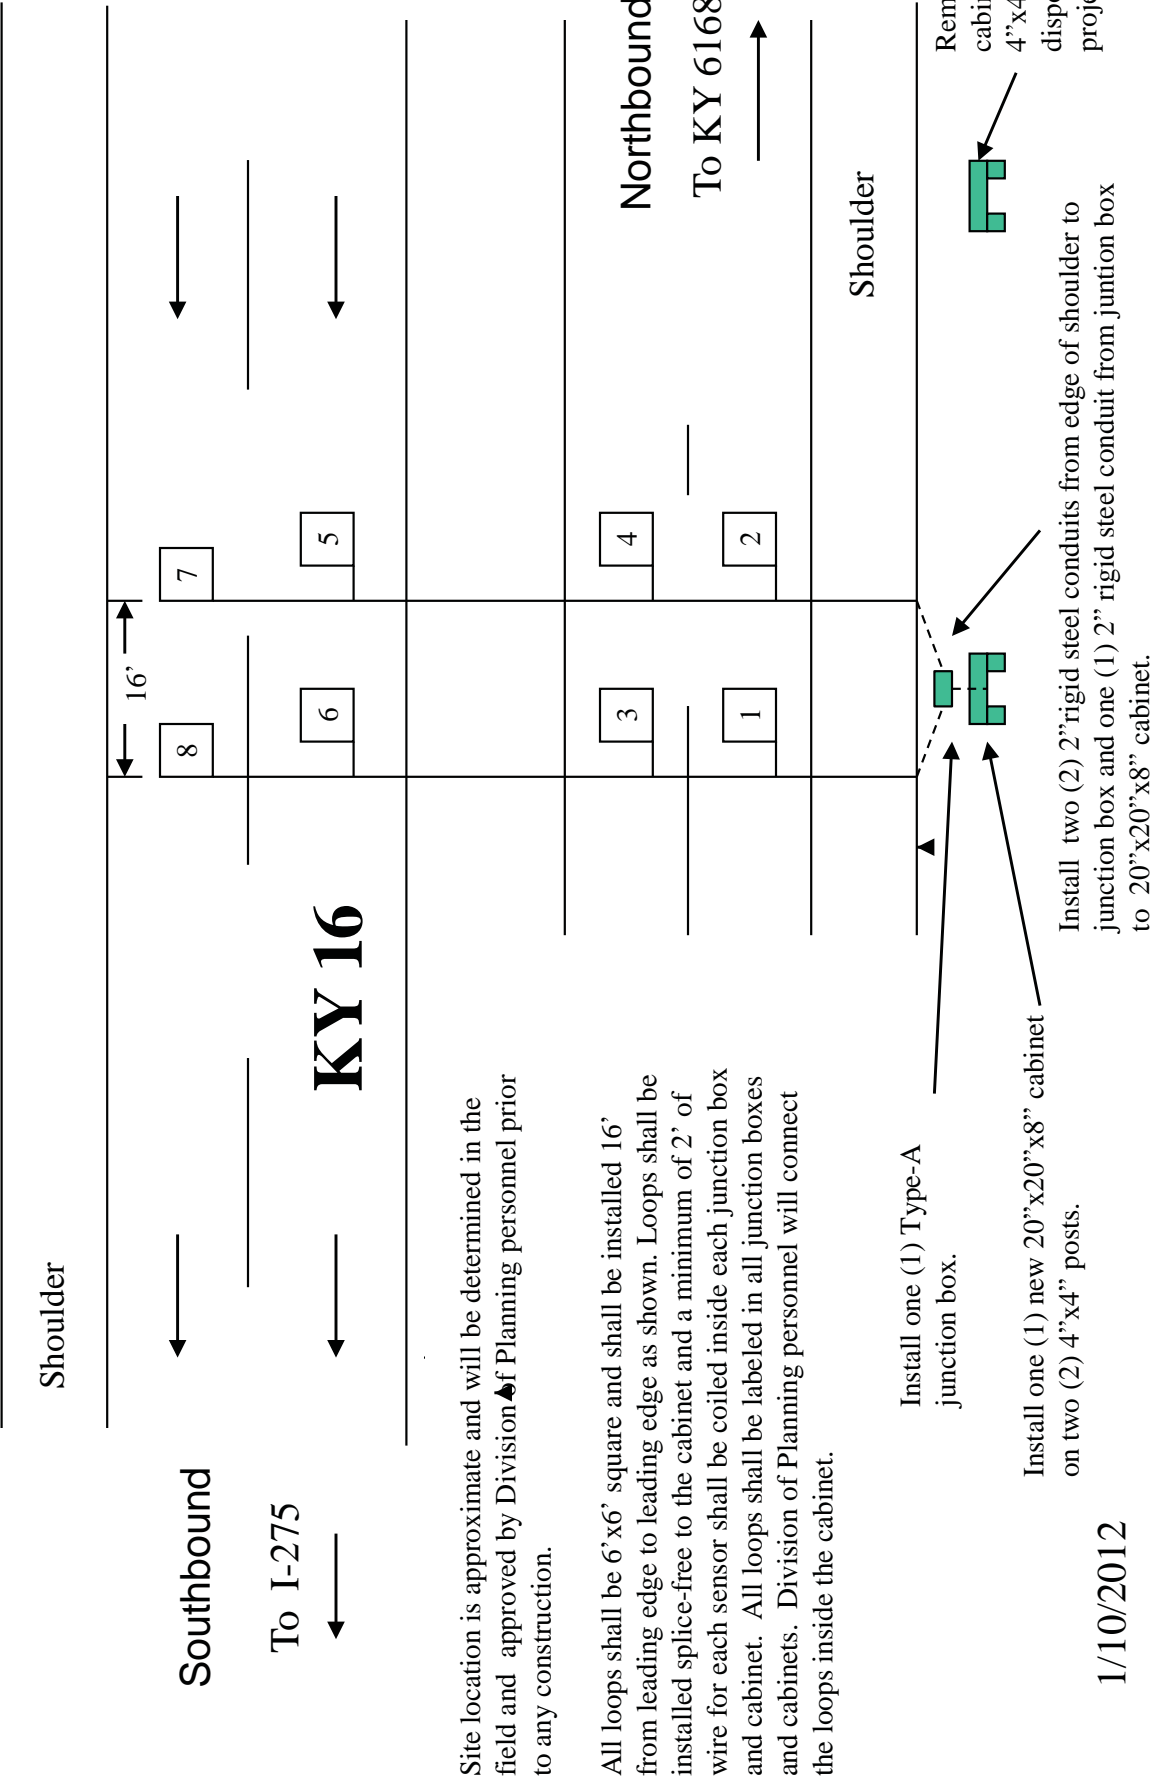 Shoulder
Southbound
To I-275
KY 16
16’
8
7
6
5
3
4
1
2
Northbound
To KY 6168
Shoulder
Site location is approximate and will be determined in the
field and approved by Division of Planning personnel prior
to any construction.
All loops shall be 6’x6’ square and shall be installed 16’
from leading edge to leading edge as shown. Loops shall be
installed splice-free to the cabinet and a minimum of 2’ of
wire for each sensor shall be coiled inside each junction box
and cabinet. All loops shall be labeled in all junction boxes
and cabinets. Division of Planning personnel will connect
the loops inside the cabinet.
Install one (1) Type-A
junction box.
Install one (1) new 20”x20”x8” cabinet
on two (2) 4”x4” posts.
Install two (2) 2”rigid steel conduits from edge of shoulder to
junction box and one (1) 2” rigid steel conduit from juntion box
to 20”x20”x8” cabinet.
1/10/2012